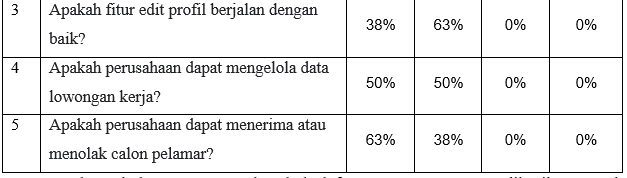 3 Apakah fitur edit profil berjalan dengan
baik? 38% 63% 0% 0%
4 Apakah perusahaan dapat mengelola data
lowongan kerja? 50% 50% 0% 0%
5 Apakah perusahaan dapat menerima atau
menolak calon pelamar? 63% 38% 0% 0%